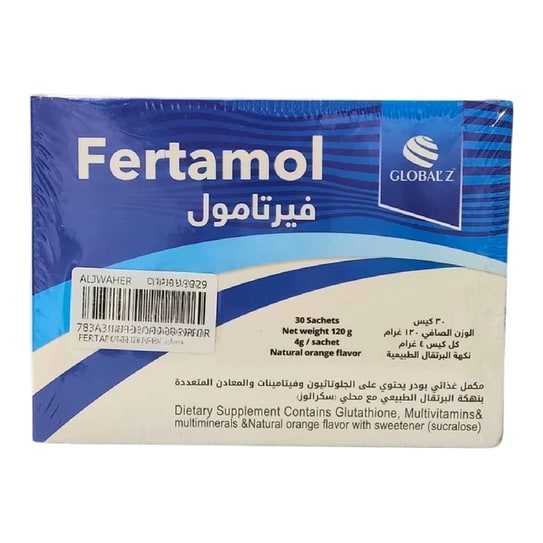 Fertamol
فيرتامول
GLOBAL'Z
ALJWAHER
30 Sachets
Net weight 120 g
4g / sachet
Natural orange flavor
٣٠ كيس
الوزن الصافي ١٢٠ غرام
كل كيس ٤ غرام
نكهة البرتقال الطبيعية
مكمل غذائي بودر يحتوي على الجلوتاثيون وفيتامينات والمعادن المتعددة
بنكهة البرتقال الطبيعي مع محلي (سكرالوز)
Dietary Supplement Contains Glutathione, Multivitamins&
multiminerals &Natural orange flavor with sweetener (sucralose)